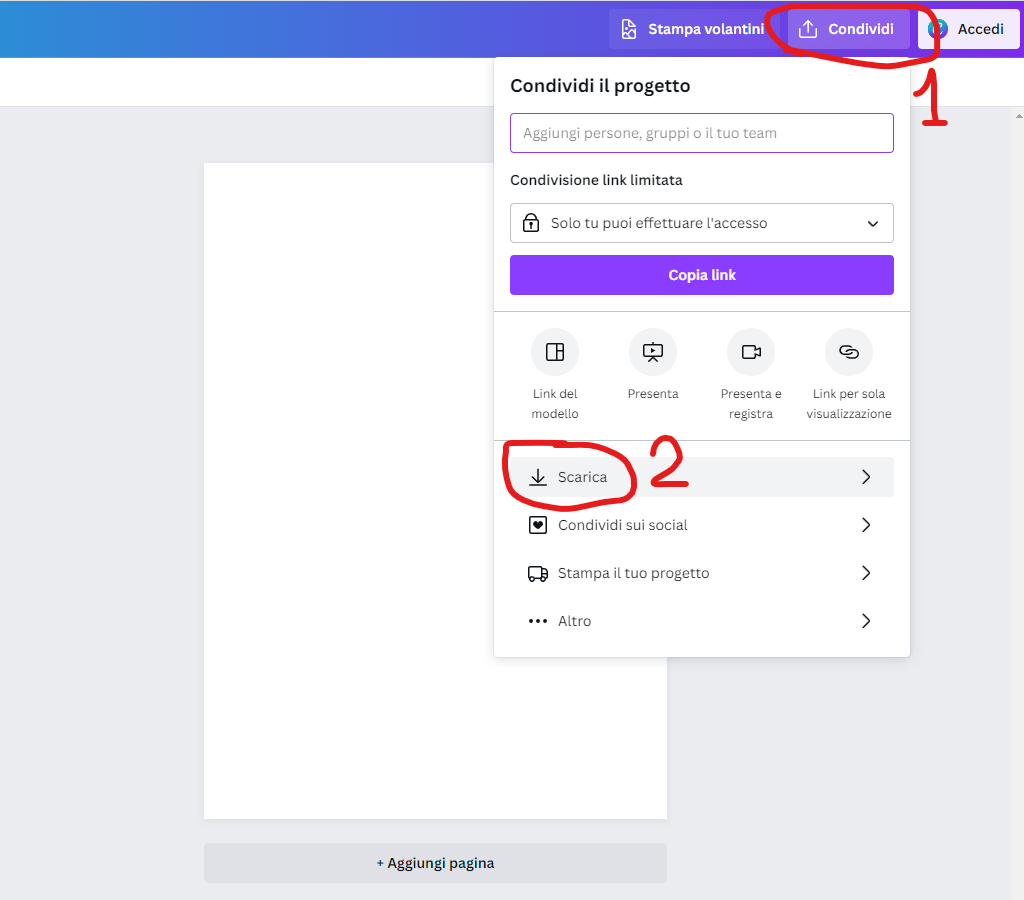 Stampa volantini
Condividi
Accedi
1
Condividi il progetto
Aggiungi persone, gruppi o il tuo team
Condivisione link limitata
Solo tu puoi effettuare l'accesso
Copia link
Link del
modello
Presenta
Presenta e
registra
Link per sola
visualizzazione
Scarica
2
Condividi sui social
Stampa il tuo progetto
Altro
+ Aggiungi pagina